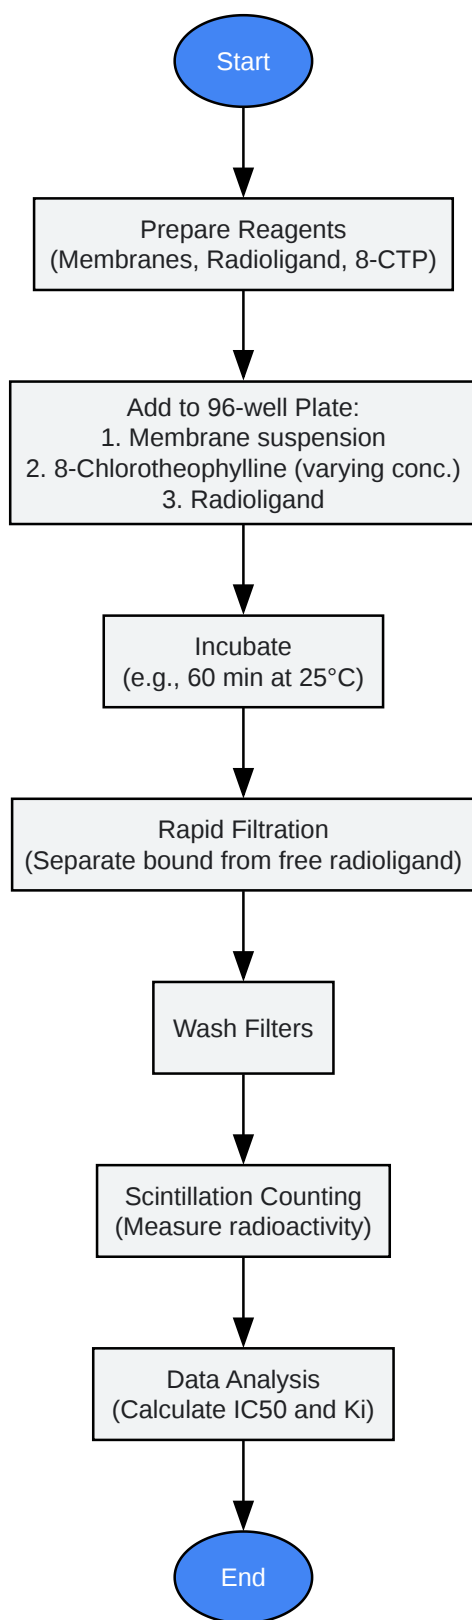 Start
Prepare Reagents
(Membranes, Radioligand, 8-CTP)
Add to 96-well Plate:
1. Membrane suspension
2. 8-Chlorotheophylline (varying conc.)
3. Radioligand
Incubate
(e.g., 60 min at 25°C)
Rapid Filtration
(Separate bound from free radioligand)
Wash Filters
Scintillation Counting
(Measure radioactivity)
Data Analysis
(Calculate IC50 and Ki)
End